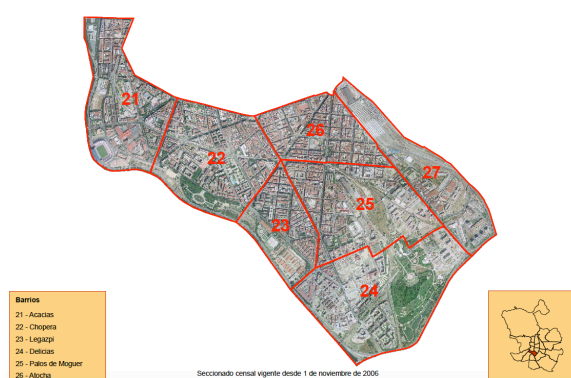 21
22
26
27
25
23
24
Barrios
21 - Acacias
22 - Chopera
23 - Legazpi
24 - Delicias
25 - Palos de Moguer
26 - Atocha
Seccionado censal vigente desde 1 de noviembre de 2006